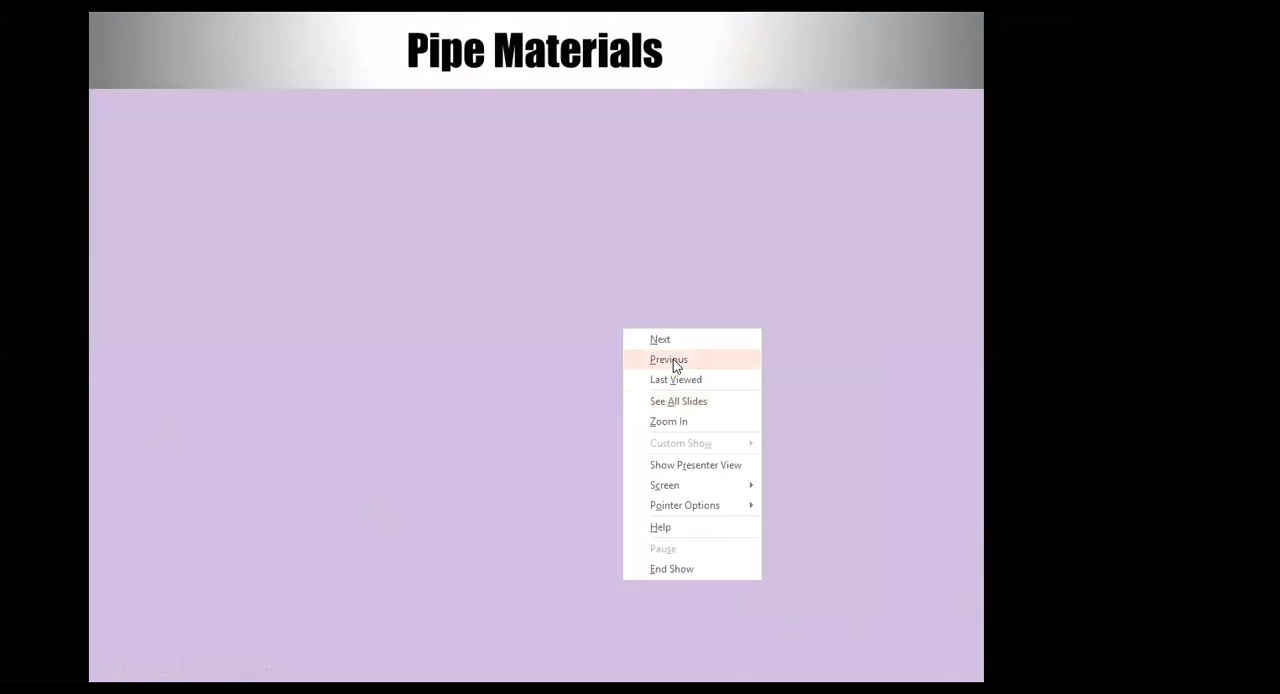 Pipe Materials
Next
Previous
Last Viewed
See All Slides
Zoom In
Custom Show
Show Presenter View
Screen
Pointer Options
Help
Pause
End Show